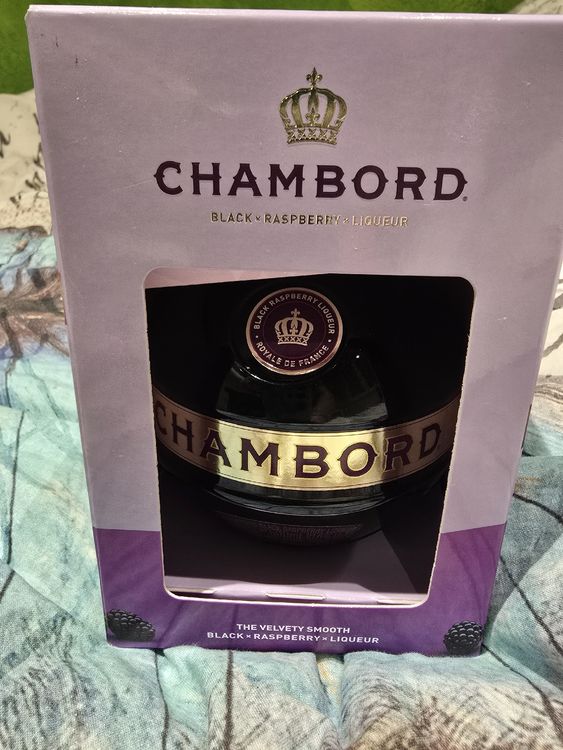 CHAMBORD®
BLACK×RASPBERRY×LIQUEUR
BLACK RASPBERRY LIQUEUR
ROYALE DE FRANCE
CHAMBORD
THE VELVETY SMOOTH
BLACK×RASPBERRY×LIQUEUR